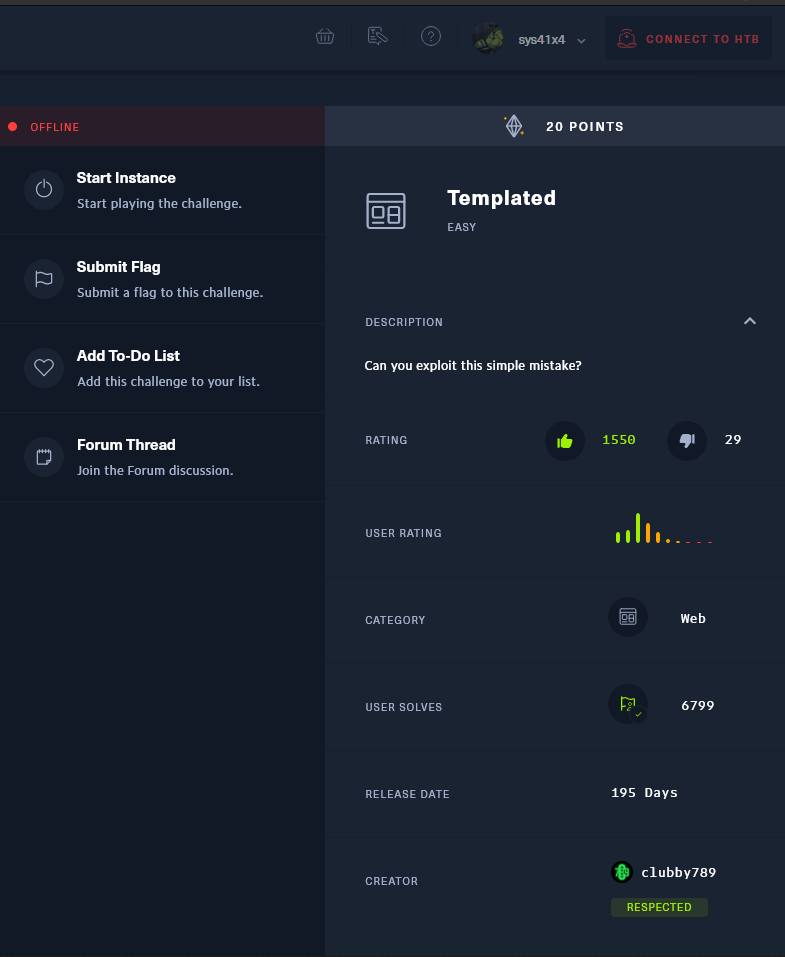 sys41x4
CONNECT TO HTB
OFFLINE
Start Instance
Start playing the challenge.
Submit Flag
Submit a flag to this challenge.
Add To-Do List
Add this challenge to your list.
Forum Thread
Join the Forum discussion.
20 POINTS
Templated
EASY
DESCRIPTION
Can you exploit this simple mistake?
RATING
1550
29
USER RATING
CATEGORY
Web
USER SOLVES
6799
RELEASE DATE
195 Days
CREATOR
clubby789
RESPECTED